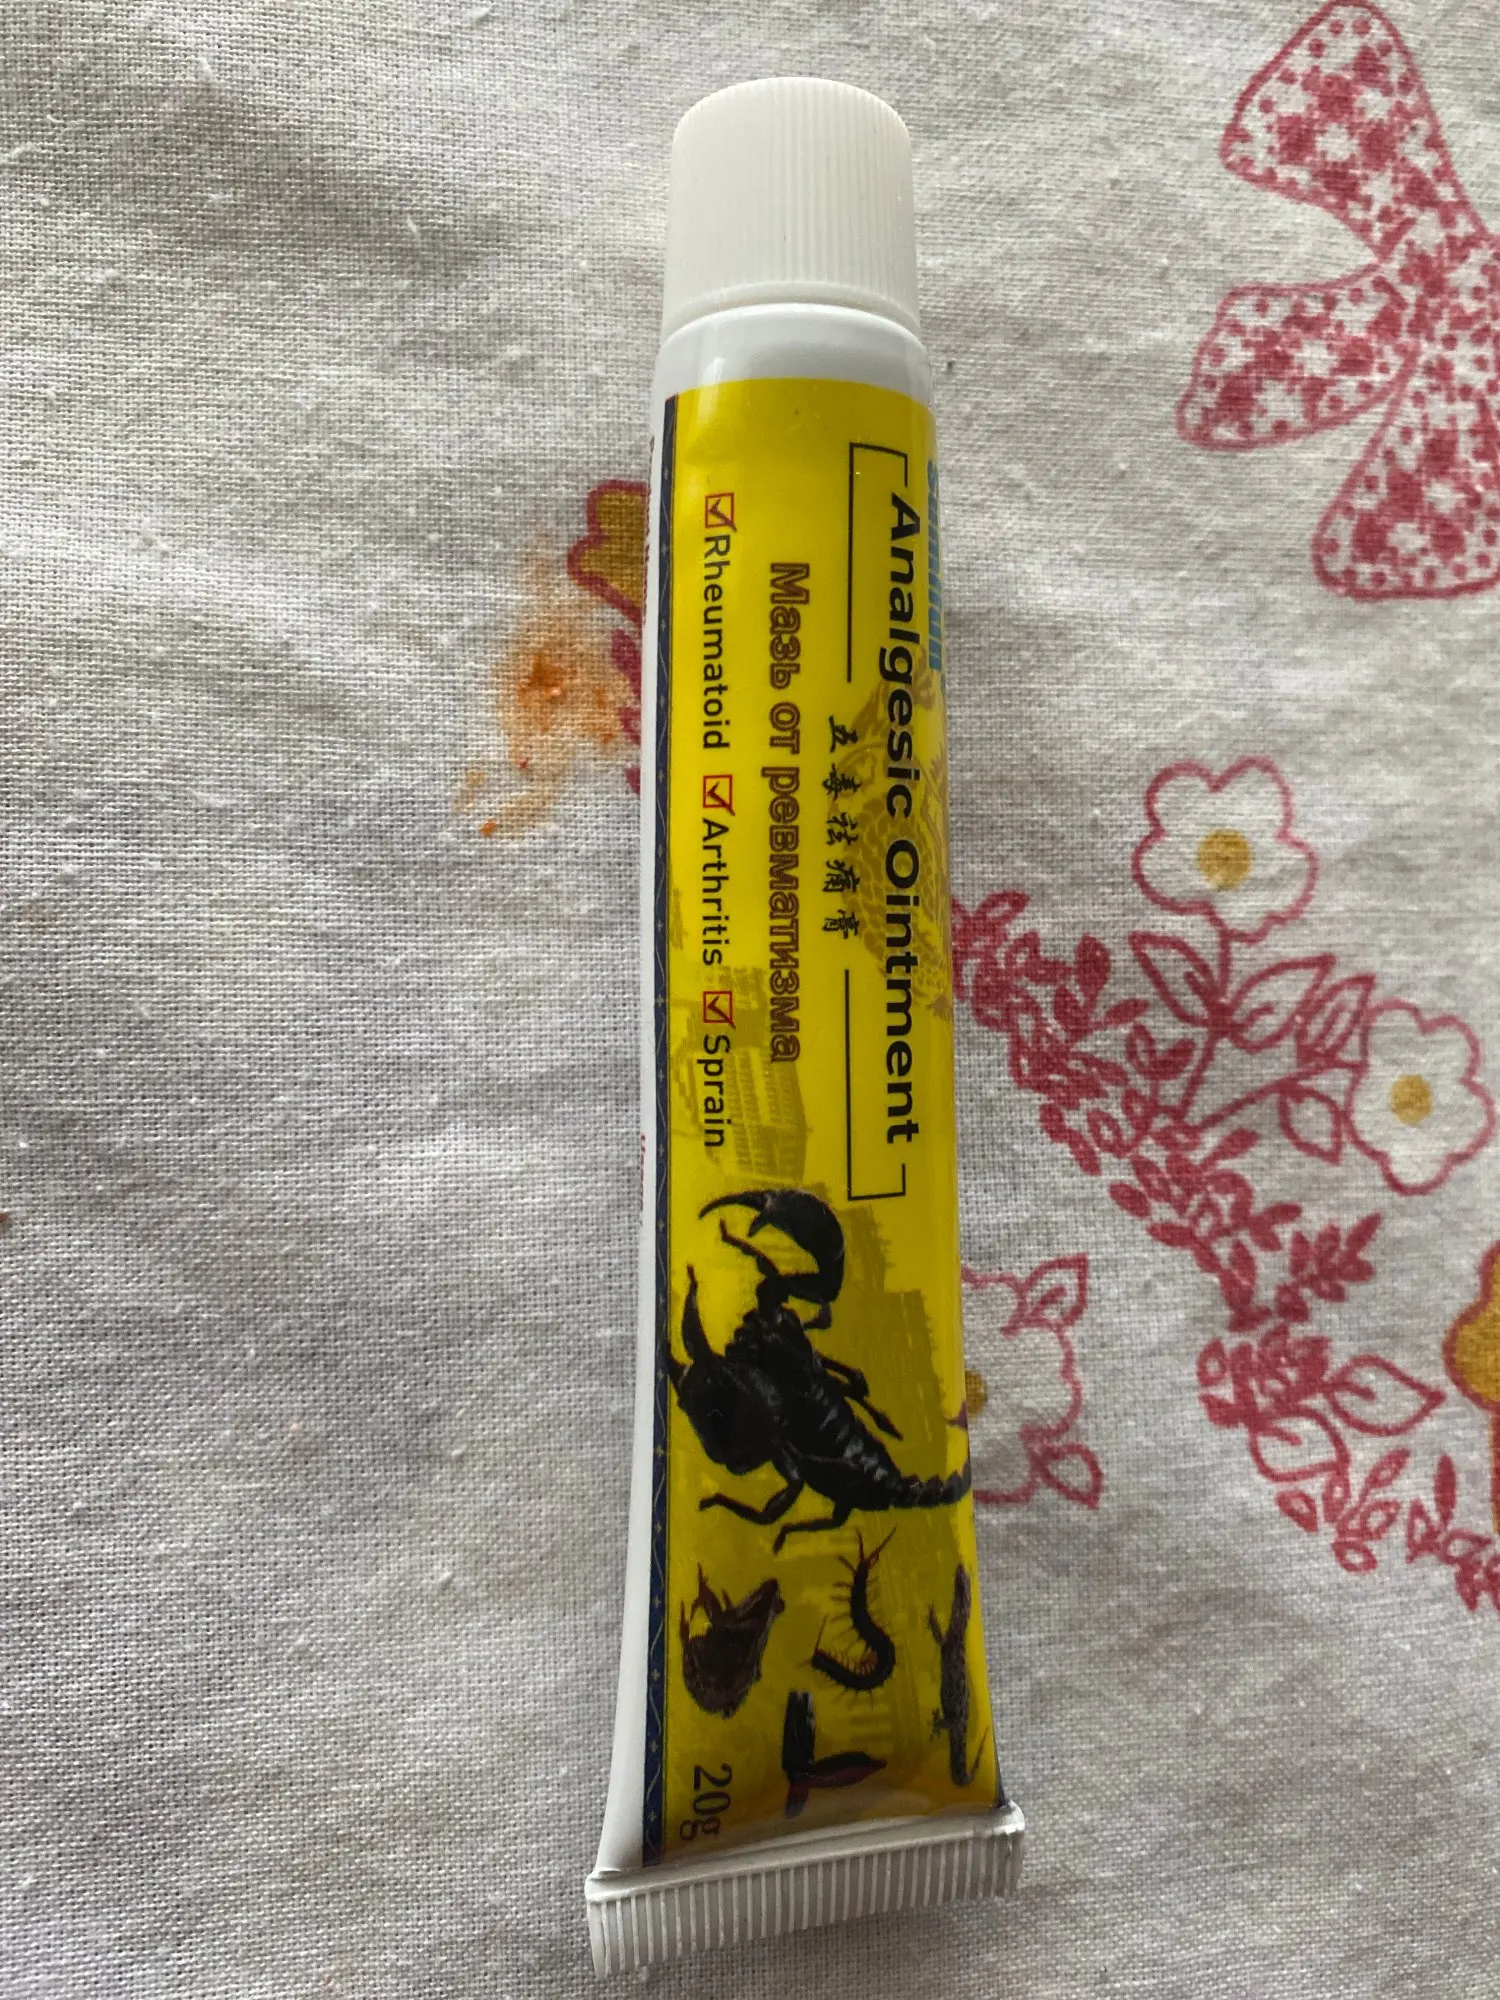 Analgesic Ointment
五毒祛痛膏
Мазь от ревматизма
Rheumatoid Arthritis Sprain
20g